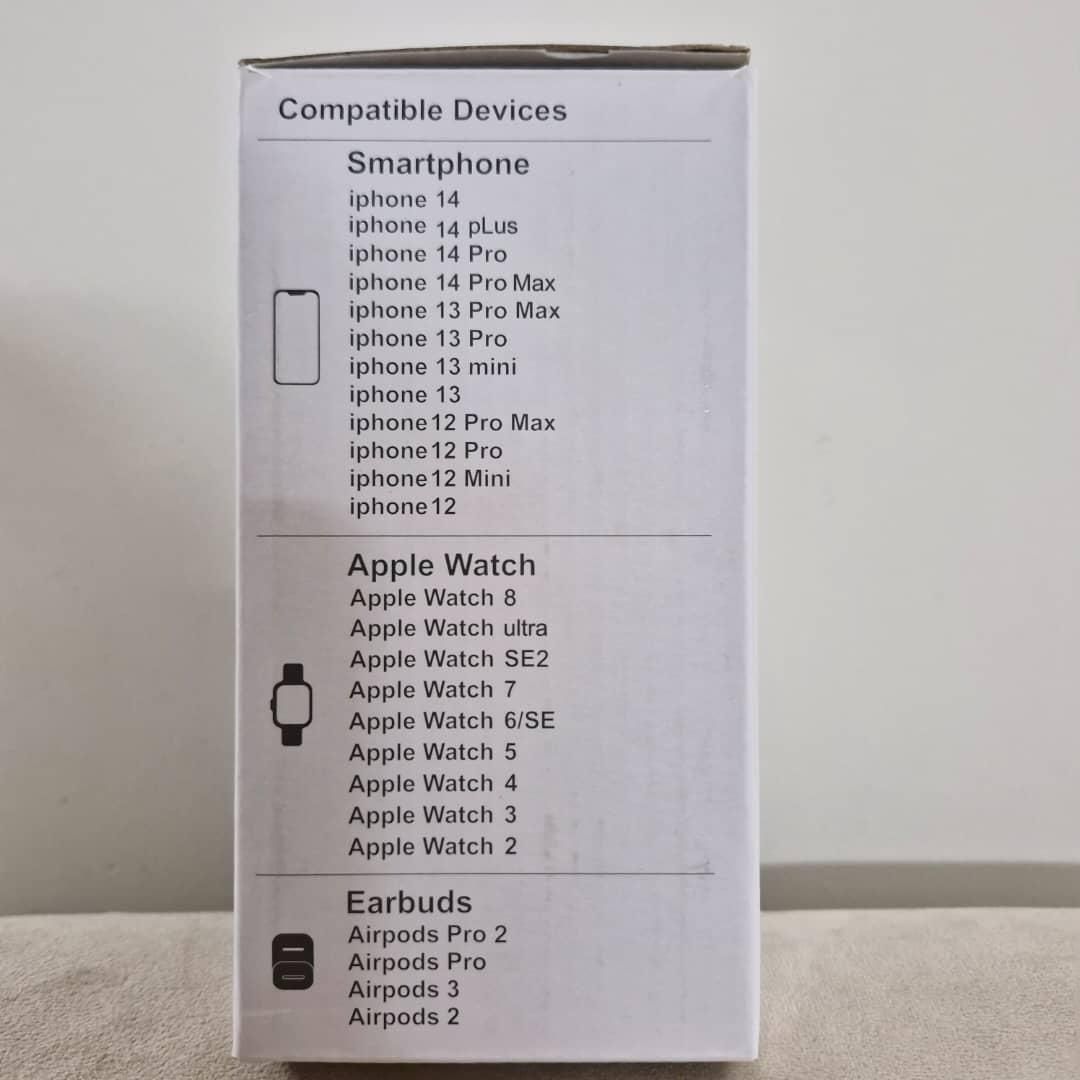 Compatible Devices
Smartphone
iphone 14
iphone 14 pLus
iphone 14 Pro
iphone 14 Pro Max
iphone 13 Pro Max
iphone 13 Pro
iphone 13 mini
iphone 13
iphone12 Pro Max
iphone12 Pro
iphone12 Mini
iphone12
Apple Watch
Apple Watch 8
Apple Watch ultra
Apple Watch SE2
Apple Watch 7
Apple Watch 6/SE
Apple Watch 5
Apple Watch 4
Apple Watch 3
Apple Watch 2
Earbuds
Airpods Pro 2
Airpods Pro
Airpods 3
Airpods 2